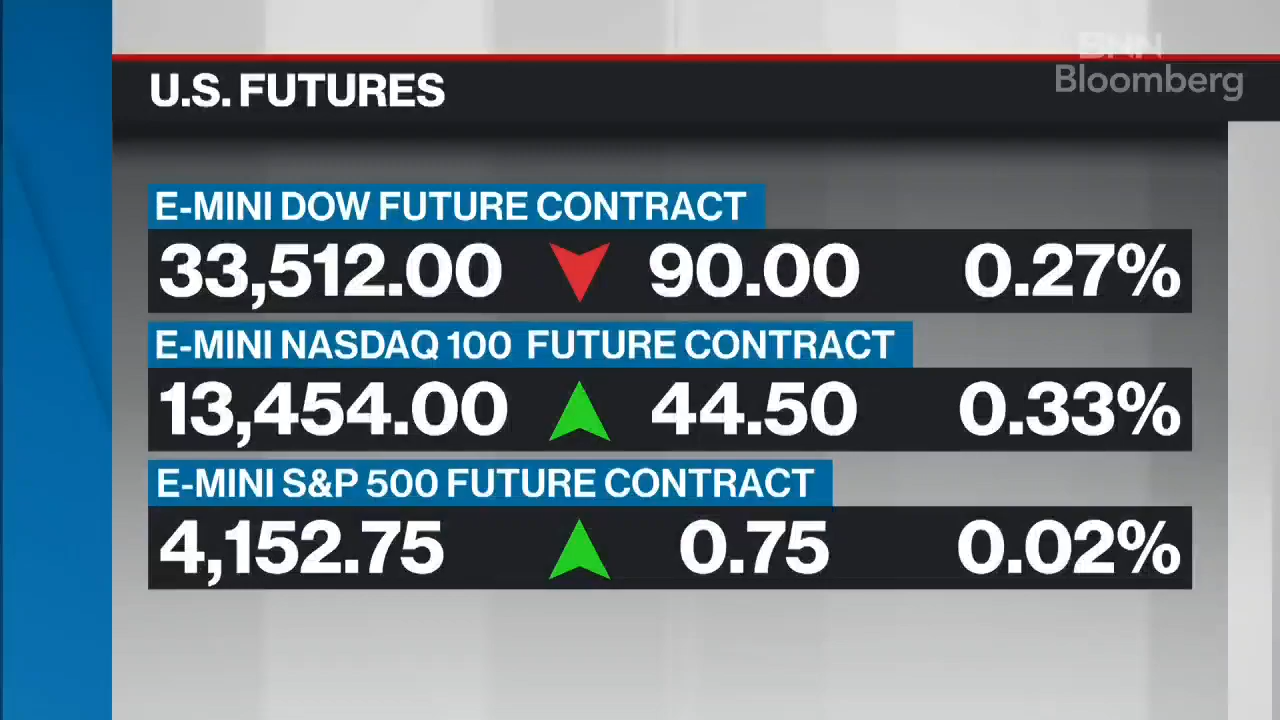 BNN
Bloomberg
U.S. FUTURES
E-MINI DOW FUTURE CONTRACT
33,512.00 90.00 0.27%
E-MINI NASDAQ 100 FUTURE CONTRACT
13,454.00 44.50 0.33%
E-MINI S&P 500 FUTURE CONTRACT
4,152.75 0.75 0.02%